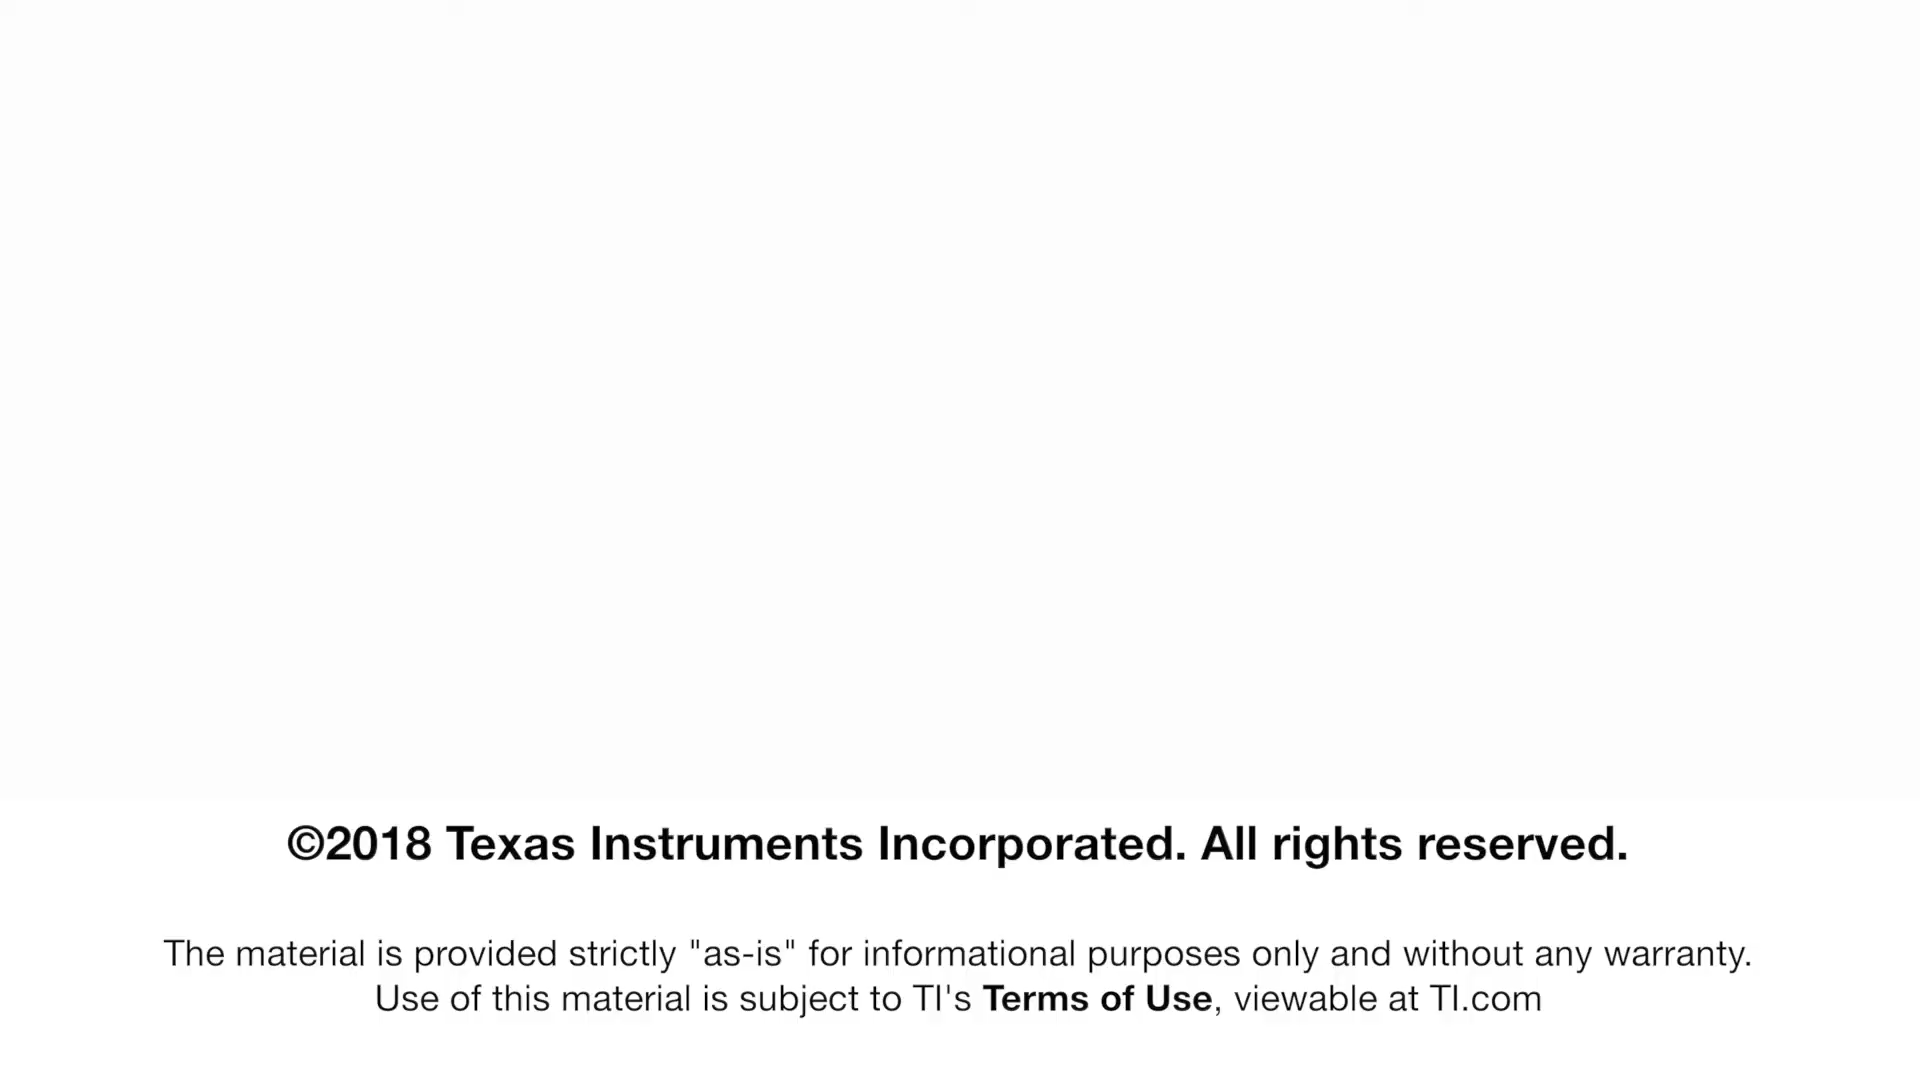 ©2018 Texas Instruments Incorporated. All rights reserved.
The material is provided strictly "as-is" for informational purposes only and without any warranty.
Use of this material is subject to TI's Terms of Use, viewable at TI.com